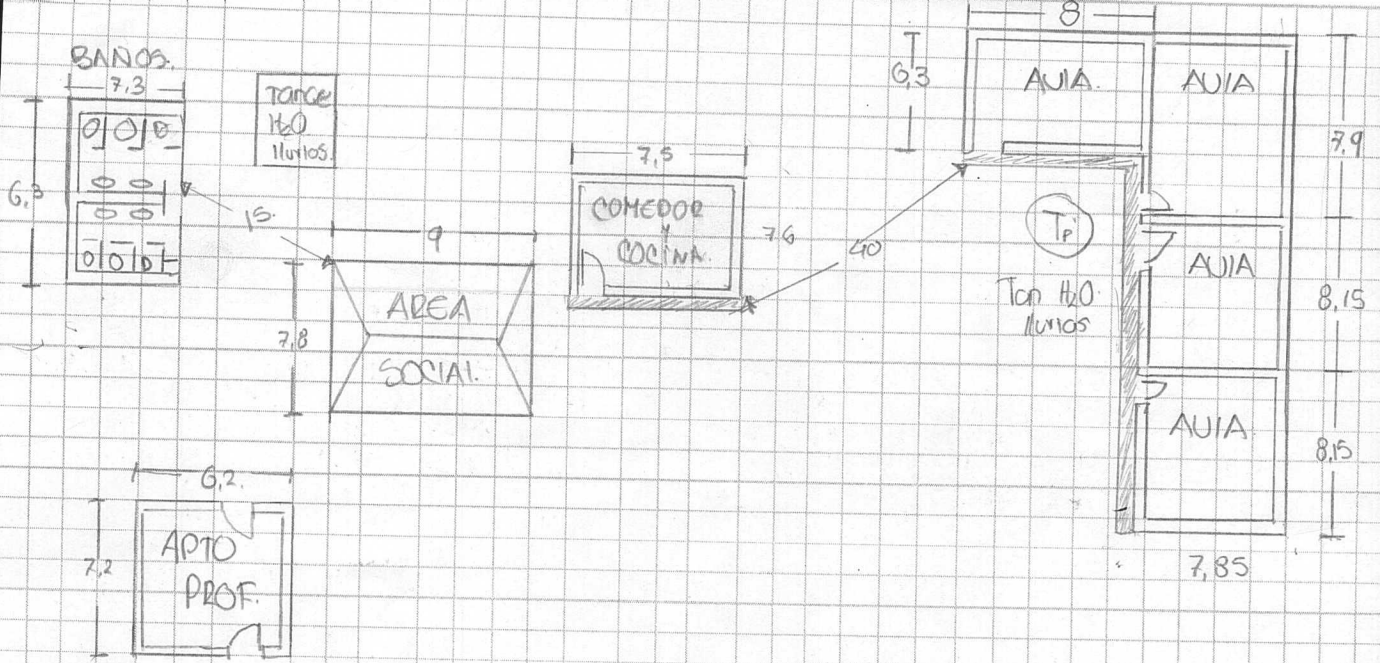 BAÑOS.
7,3
6,3
TANQE
H2O
lluvias.
15.
9
7,8
AREA
SOCIAL.
7,5
COMEDOR
Y
COCINA.
7,6
40
8
6,3
AULA.
AULA
7,9
Tp
Tan H2O
lluvias
AULA
8,15
AULA
8,15
7,85
6,2.
7,2
APTO
PROF.